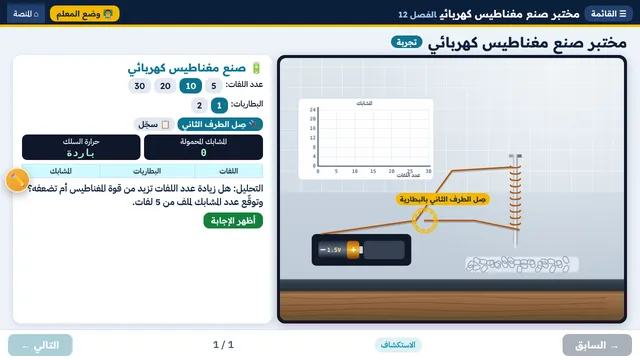 ☰ القائمة
مختبر صنع مغناطيس كهربائي الفصل 12
وضع المعلم
⌂ المنصة
مختبر صنع مغناطيس كهربائي تجربة
صنع مغناطيس كهربائي
عدد اللفات: 5 10 20 30
البطاريات: 1 2
صِل الطرف الثاني
سجّل
المشابك المحمولة
0
حرارة السلك
باردة
اللفات البطاريات المشابك
التحليل: هل زيادة عدد اللفات تزيد من قوة المغناطيس أم تضعفه؟
وتوقّع عدد المشابك لملف من 5 لفات.
أظهر الإجابة
المشابك
24
20
16
12
8
4
0
0 5 10 15 20 25 30
عدد اللفات
صِل الطرف الثاني بالبطارية
− 1.5V +
→ السابق
الاستكشاف
1 / 1
التالي ←